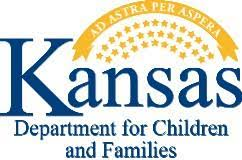 AD ASTRA PER ASPERA
Kansas
Department for Children
and Families